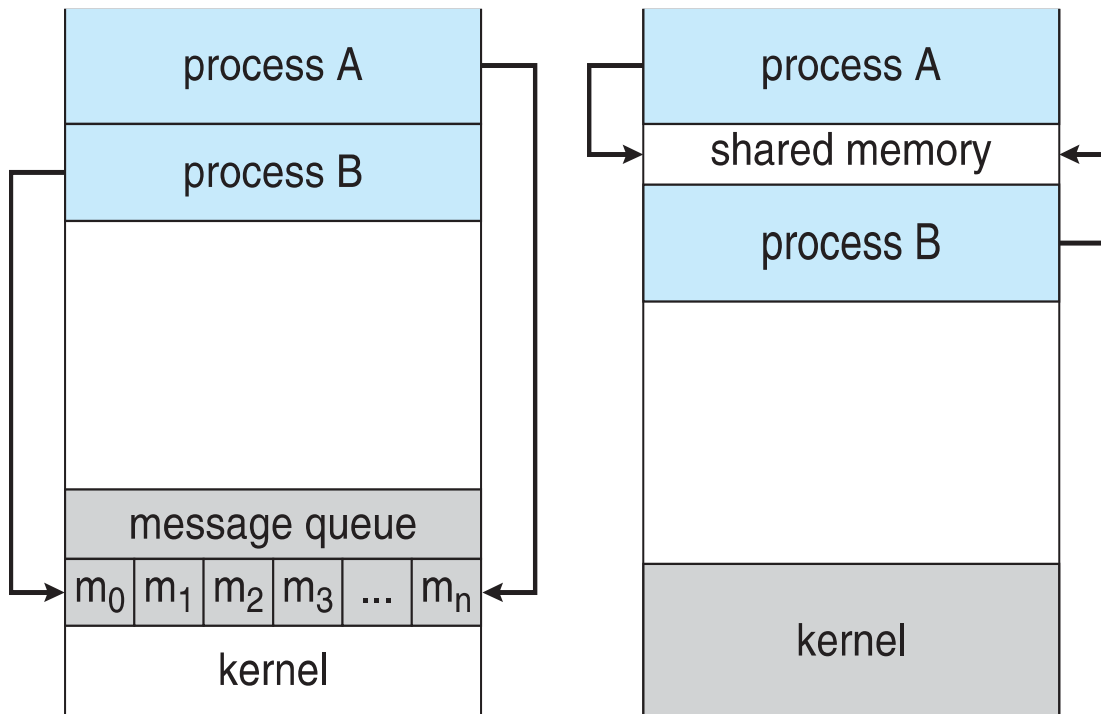 process A
process B
message queue
m0 m1 m2 m3 ... mn
kernel
process A
shared memory
process B
kernel